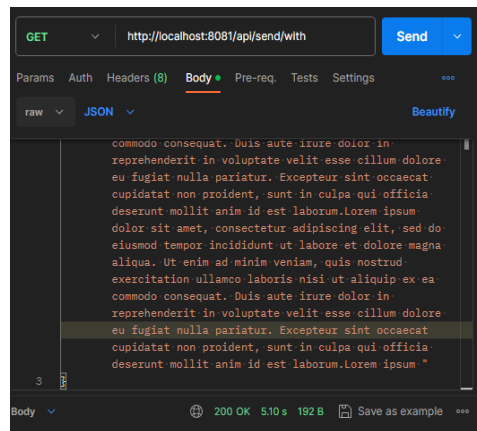 GET http://localhost:8081/api/send/with Send
Params Auth Headers (8) Body Pre-req. Tests Settings
raw JSON Beautify
commodo consequat. Duis aute irure dolor in
reprehenderit in voluptate velit esse cillum dolore
eu fugiat nulla pariatur. Excepteur sint occaecat
cupidatat non proident, sunt in culpa qui officia
deserunt mollit anim id est laborum.Lorem ipsum
dolor sit amet, consectetur adipiscing elit, sed do
eiusmod tempor incididunt ut labore et dolore magna
aliqua. Ut enim ad minim veniam, quis nostrud
exercitation ullamco laboris nisi ut aliquip ex ea
commodo consequat. Duis aute irure dolor in
reprehenderit in voluptate velit esse cillum dolore
eu fugiat nulla pariatur. Excepteur sint occaecat
cupidatat non proident, sunt in culpa qui officia
deserunt mollit anim id est laborum.Lorem ipsum "
3 }
Body 200 OK 5.10 s 192 B Save as example